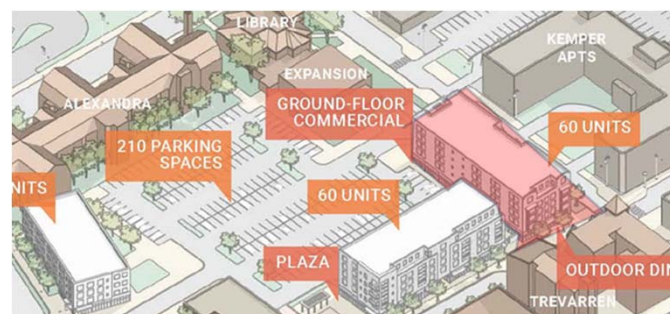 LIBRARY
EXPANSION
KEMPER
APTS
ALEXANDRA
GROUND-FLOOR
COMMERCIAL
60 UNITS
210 PARKING
SPACES
NITS
60 UNITS
PLAZA
OUTDOOR DIN
TREVARREN